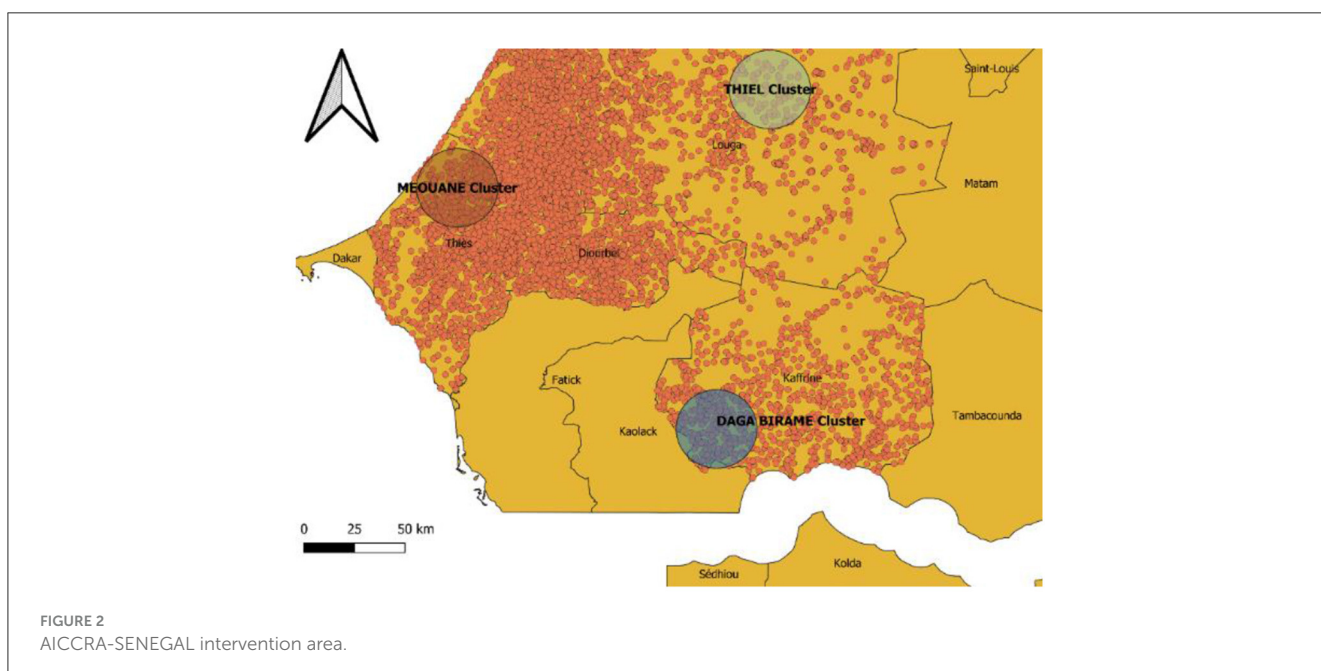 Saint-Louis
THIEL Cluster
Louga
MEOUANE Cluster
Matam
Thiès
Diourbel
Dakar
Fatick
Kaffrine
DAGA BIRAME Cluster
Tambacounda
Kaolack
0 25 50 km
Kolda
Sédhiou
FIGURE 2
AICCRA-SENEGAL intervention area.